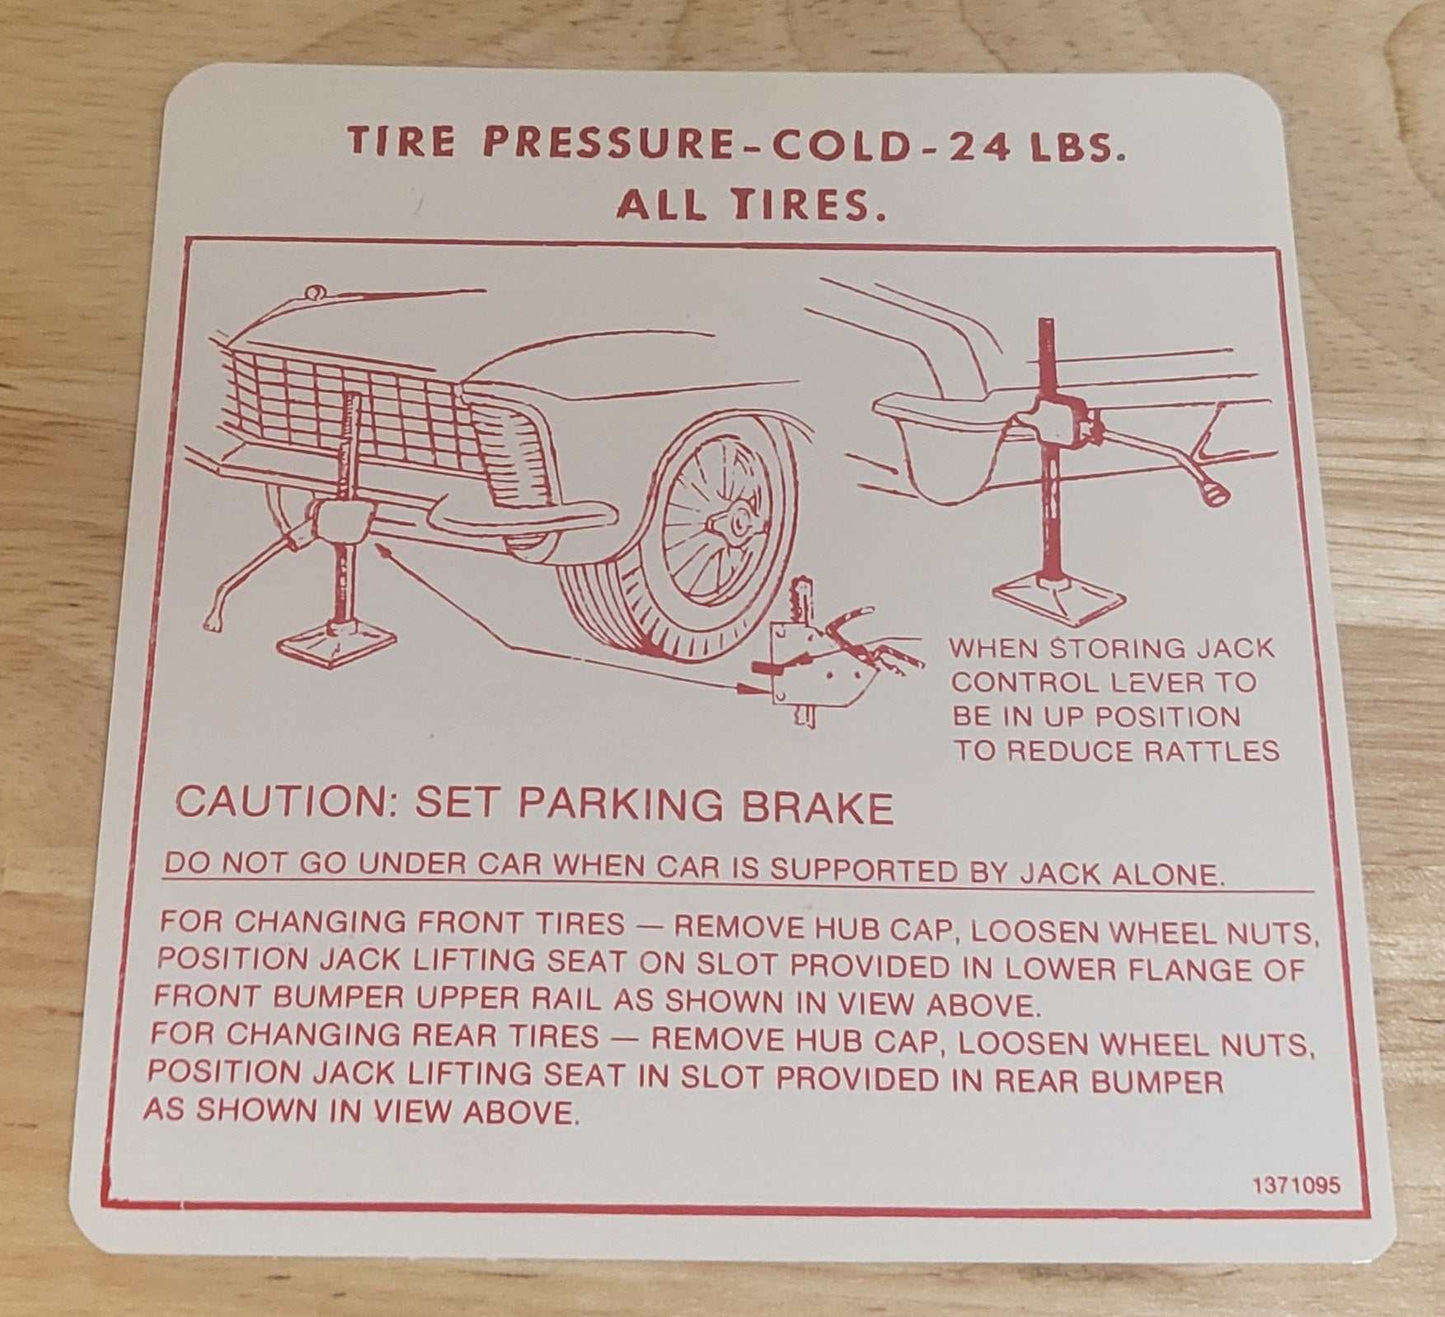 TIRE PRESSURE-COLD-24 LBS.
ALL TIRES.
WHEN STORING JACK
CONTROL LEVER TO
BE IN UP POSITION
TO REDUCE RATTLES
CAUTION: SET PARKING BRAKE
DO NOT GO UNDER CAR WHEN CAR IS SUPPORTED BY JACK ALONE.
FOR CHANGING FRONT TIRES — REMOVE HUB CAP, LOOSEN WHEEL NUTS,
POSITION JACK LIFTING SEAT ON SLOT PROVIDED IN LOWER FLANGE OF
FRONT BUMPER UPPER RAIL AS SHOWN IN VIEW ABOVE.
FOR CHANGING REAR TIRES — REMOVE HUB CAP, LOOSEN WHEEL NUTS,
POSITION JACK LIFTING SEAT IN SLOT PROVIDED IN REAR BUMPER
AS SHOWN IN VIEW ABOVE.
1371095